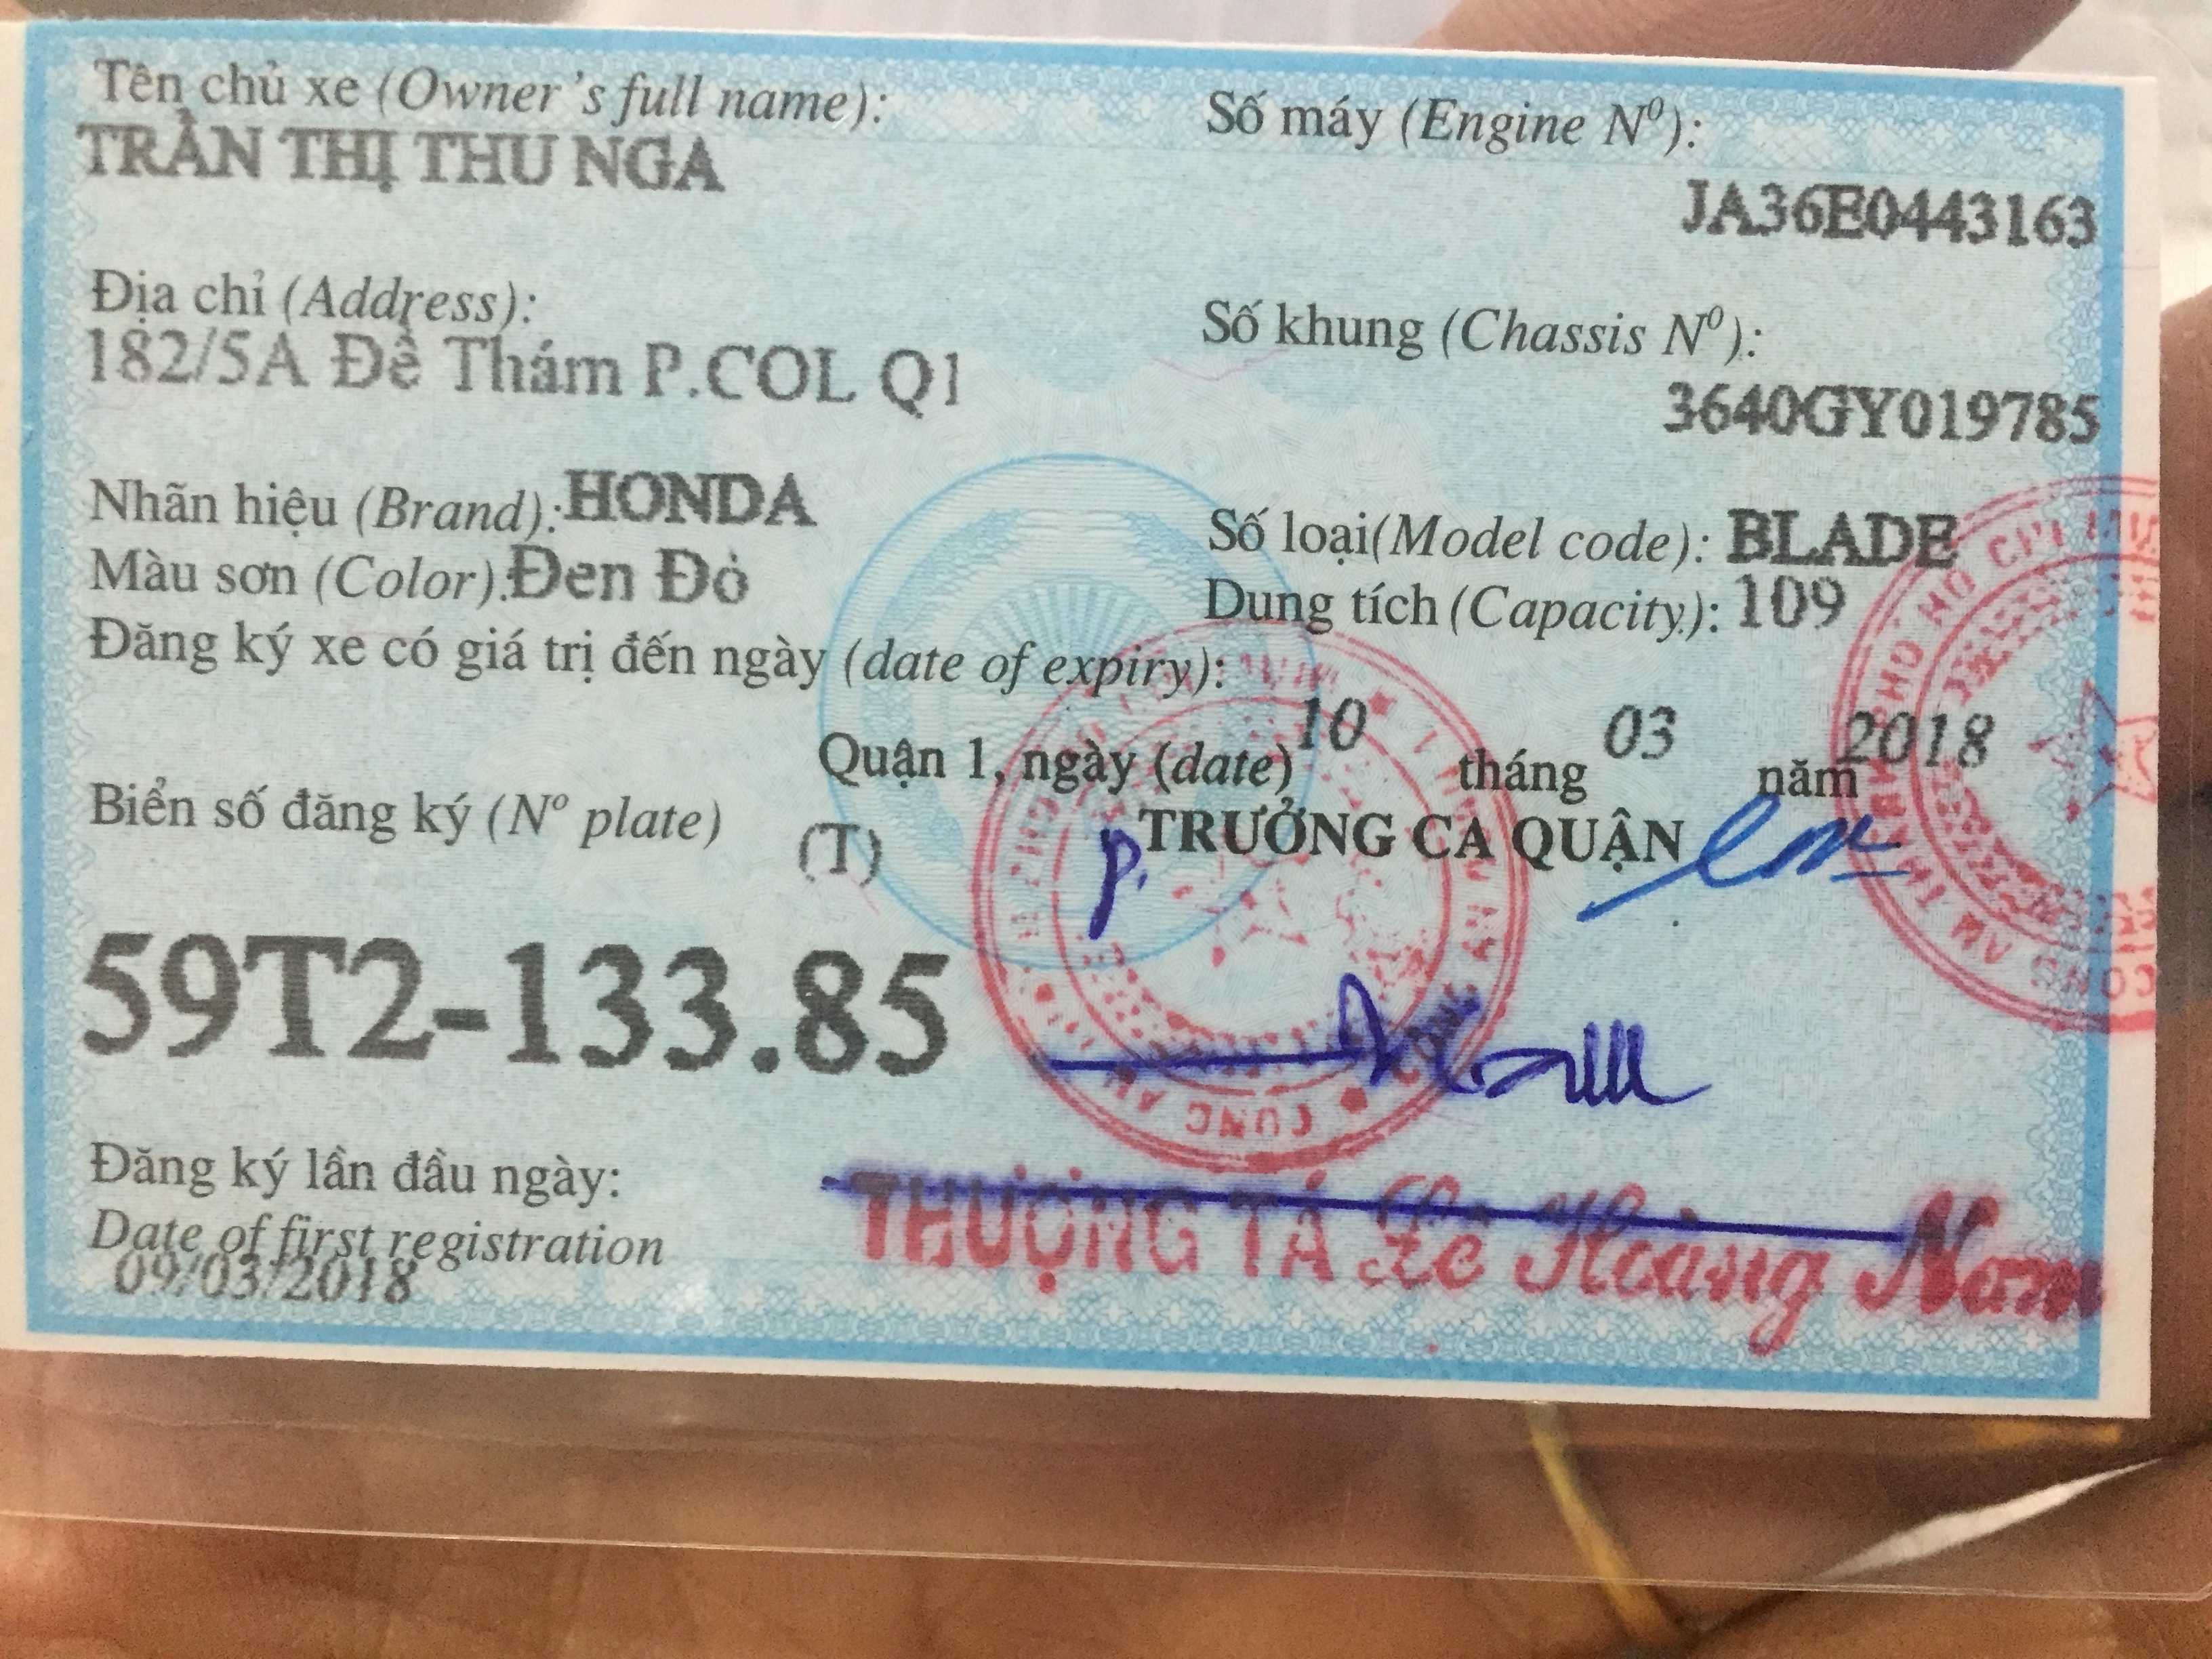 Tên chủ xe (Owner's full name):
TRẦN THỊ THU NGA
Số máy (Engine Nº):
JA36E0443163
Địa chỉ (Address):
182/5A Đề Thám P.COL Q1
Số khung (Chassis Nº):
3640GY019785
Nhãn hiệu (Brand): HONDA
Số loại(Model code): BLADE
Màu sơn (Color): Đen Đỏ
Dung tích (Capacity): 109
Đăng ký xe có giá trị đến ngày (date of expiry):
Quận 1, ngày (date) 10 tháng 03 năm 2018
Biển số đăng ký (Nº plate) (T)
P. TRƯỞNG CA QUẬN
59T2-133.85
Đăng ký lần đầu ngày:
Date of first registration
09/03/2018
THƯỢNG TÁ Lê Hoàng Nam